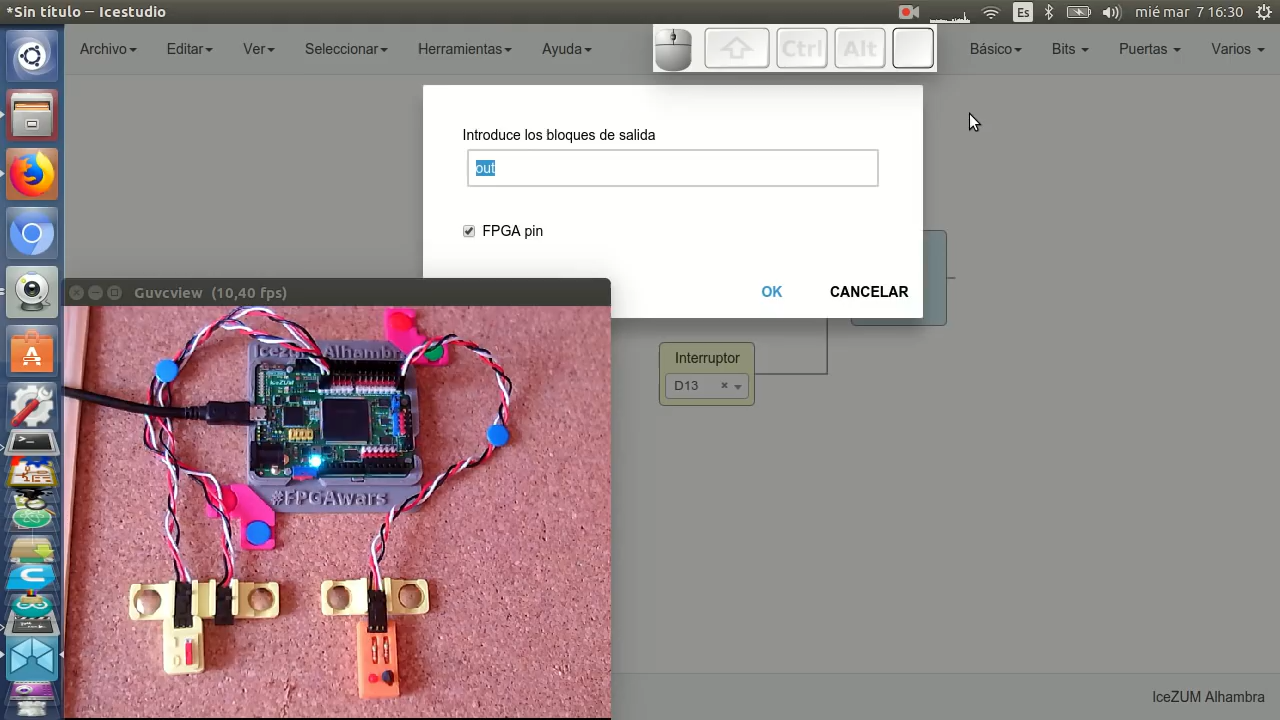 *Sin título – Icestudio
Es
mié mar 7 16:30
Archivo
Editar
Ver
Seleccionar
Herramientas
Ayuda
Ctrl
Alt
Básico
Bits
Puertas
Varios
Introduce los bloques de salida
out
FPGA pin
OK
CANCELAR
Guvcview (10,40 fps)
IceZUM Alhambra
IceZUM
#FPGAwars
Interruptor
D13
IceZUM Alhambra